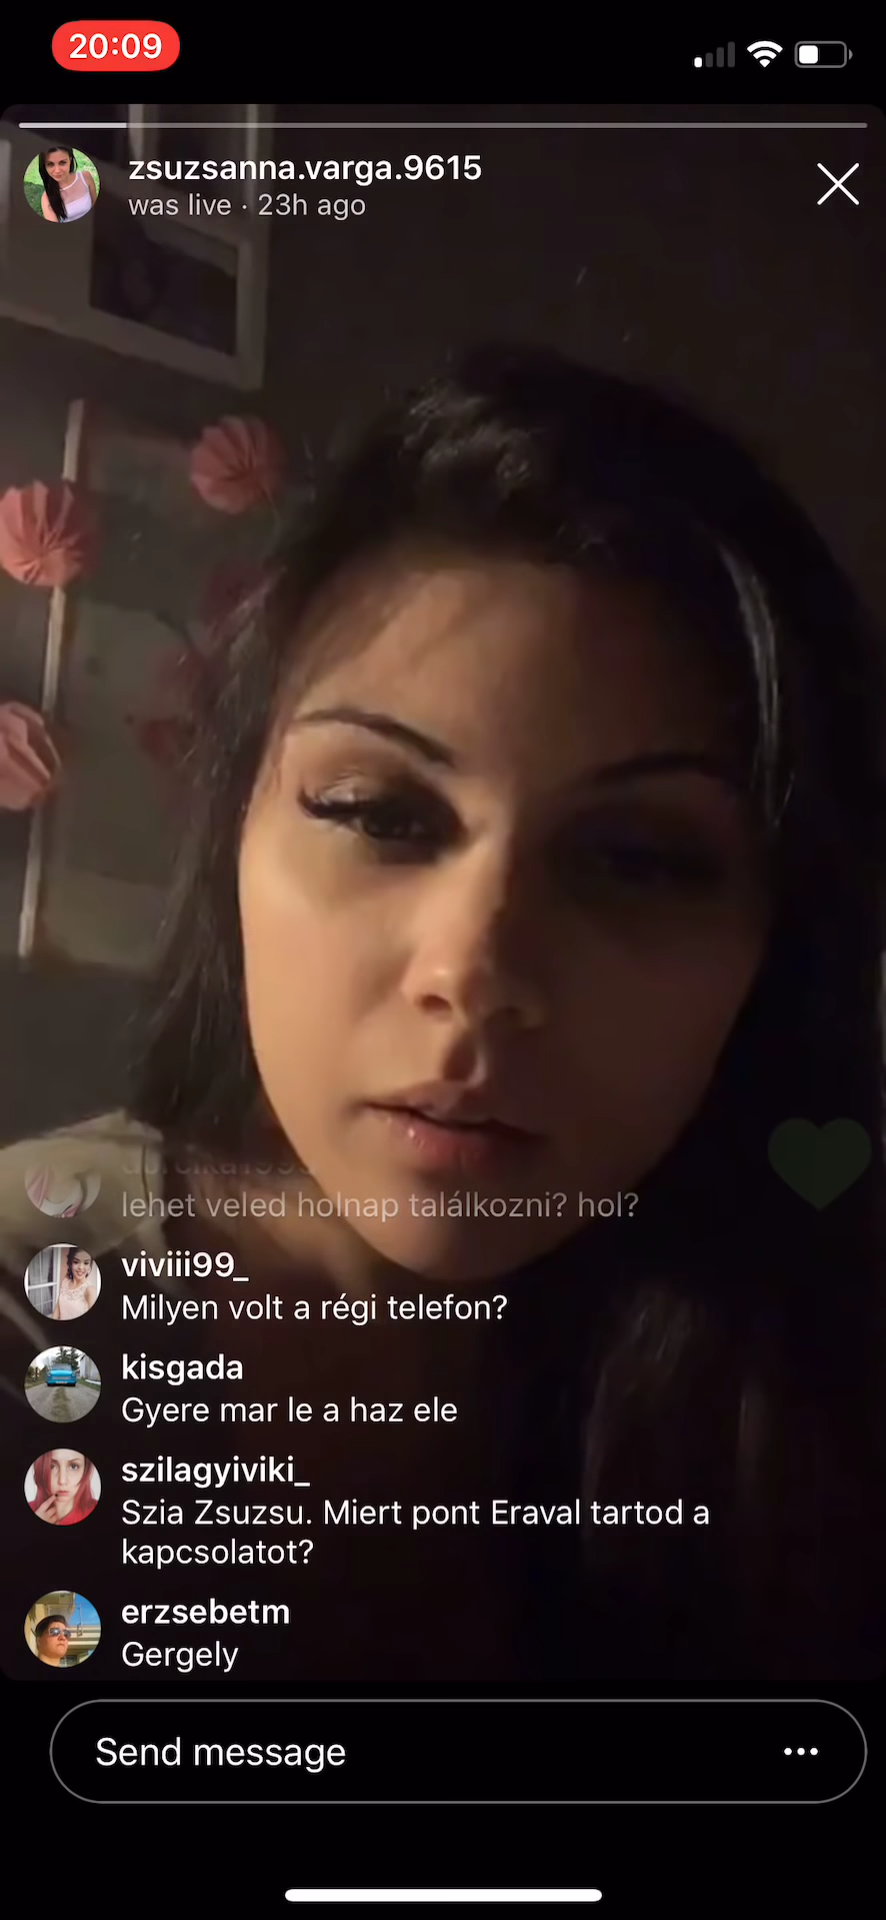 20:09
zsuzsanna.varga.9615
was live · 23h ago
lehet veled holnap találkozni? hol?
viviii99_
Milyen volt a régi telefon?
kisgada
Gyere mar le a haz ele
szilagyiviki_
Szia Zsuzsu. Miert pont Eraval tartod a
kapcsolatot?
erzsebetm
Gergely
Send message